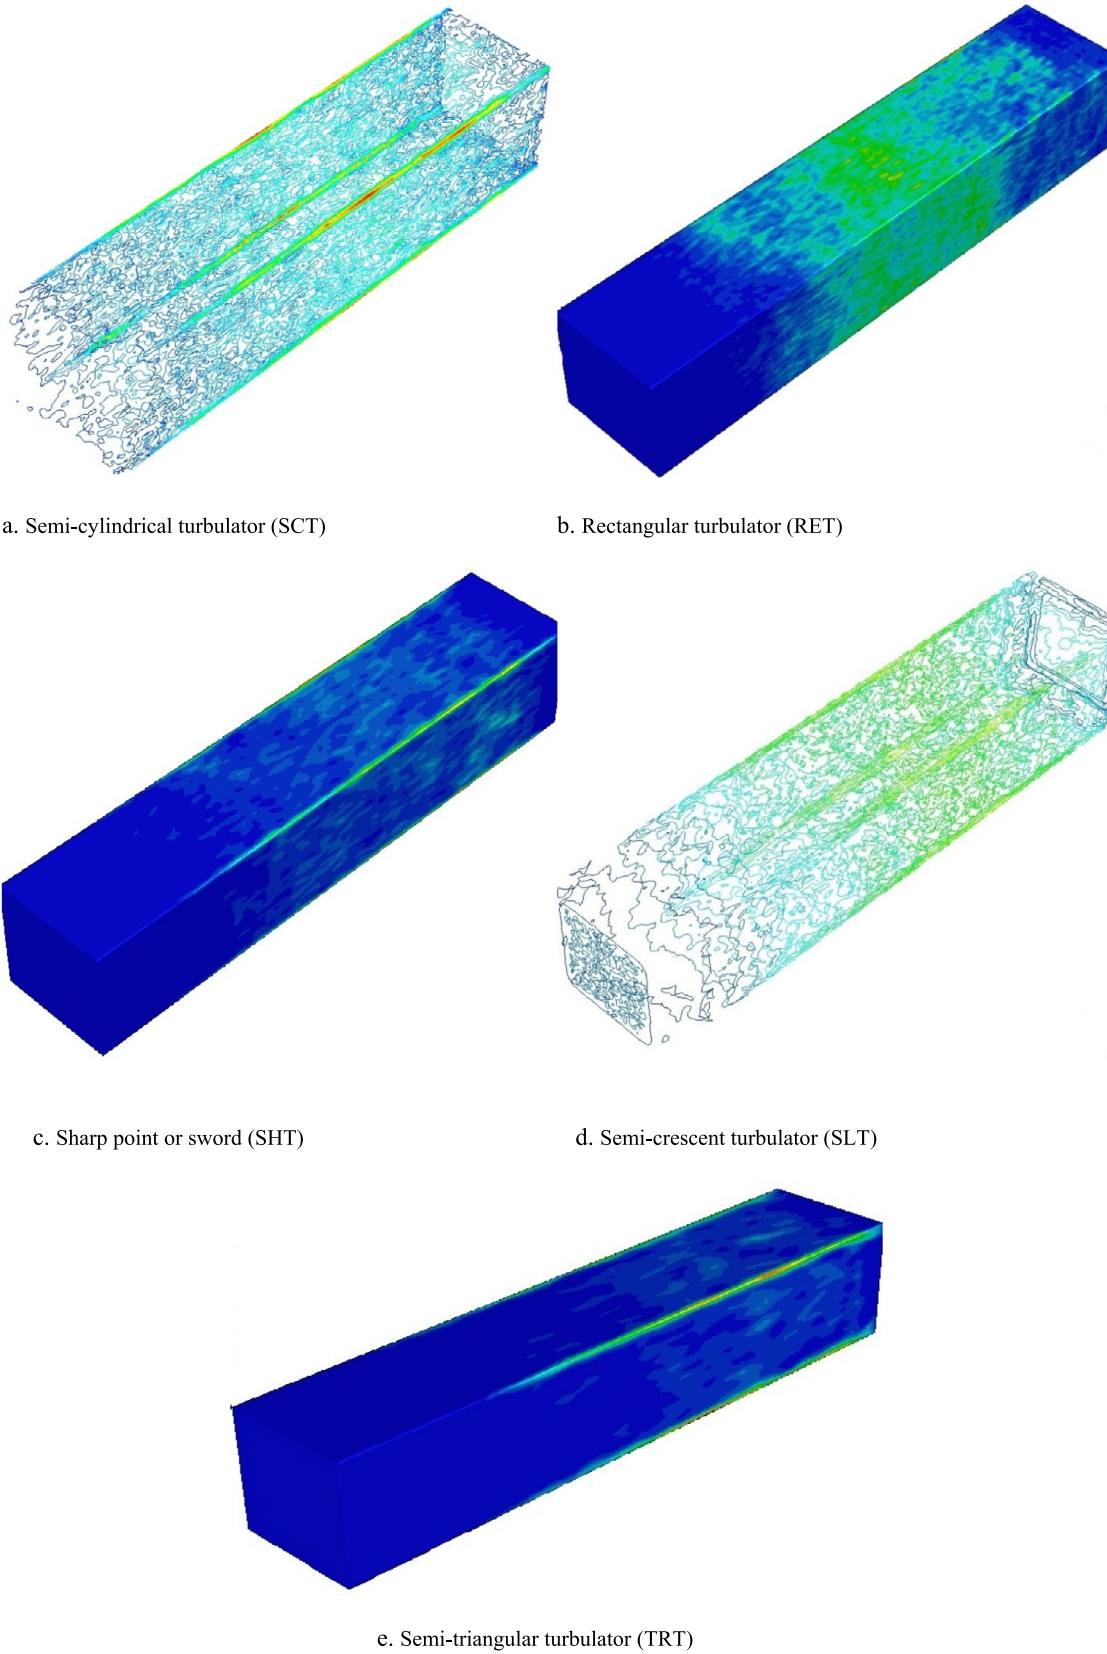 a. Semi-cylindrical turbulator (SCT)
b. Rectangular turbulator (RET)
c. Sharp point or sword (SHT)
d. Semi-crescent turbulator (SLT)
e. Semi-triangular turbulator (TRT)